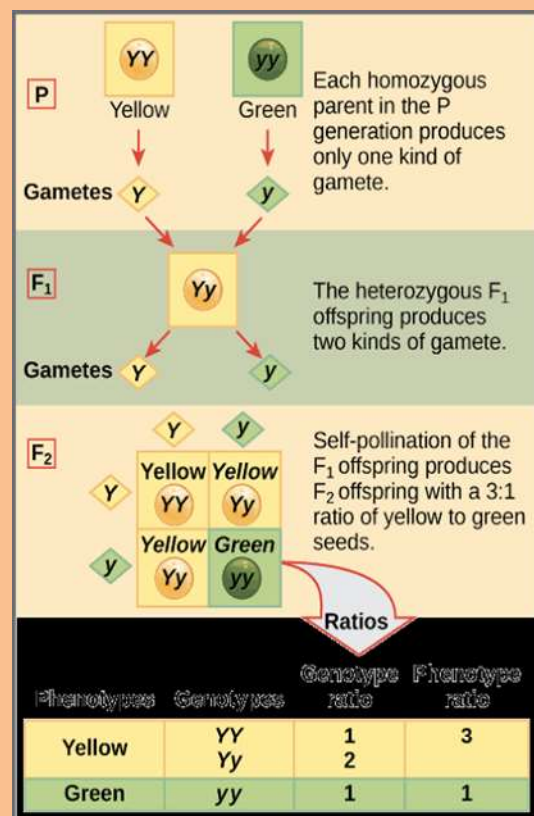 P
YY
Yellow
yy
Green
Each homozygous
parent in the P
generation produces
only one kind of
gamete.
Gametes
Y
y
F1
Yy
The heterozygous F1
offspring produces
two kinds of gamete.
Gametes
Y
y
F2
Y
y
Self-pollination of the
F1 offspring produces
F2 offspring with a 3:1
ratio of yellow to green
seeds.
Y
Yellow
YY
Yellow
Yy
y
Yellow
Yy
Green
yy
Ratios
Phenotypes
Genotypes
Genotype
ratio
Phenotype
ratio
Yellow
YY 1 3
Yy 2
Green yy 1 1